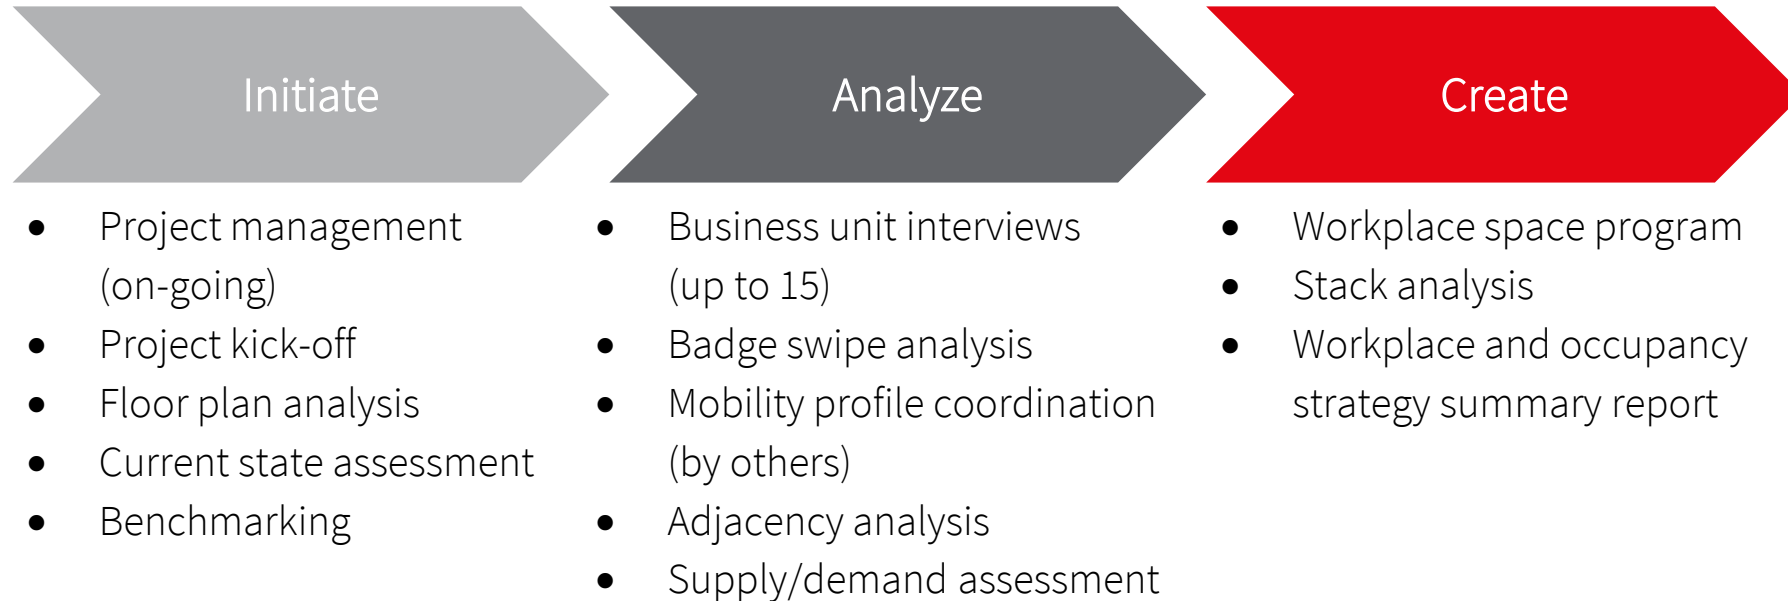 Initiate
• Project management
(on-going)
• Project kick-off
• Floor plan analysis
• Current state assessment
• Benchmarking
Analyze
• Business unit interviews
(up to 15)
• Badge swipe analysis
• Mobility profile coordination
(by others)
• Adjacency analysis
• Supply/demand assessment
Create
• Workplace space program
• Stack analysis
• Workplace and occupancy
strategy summary report